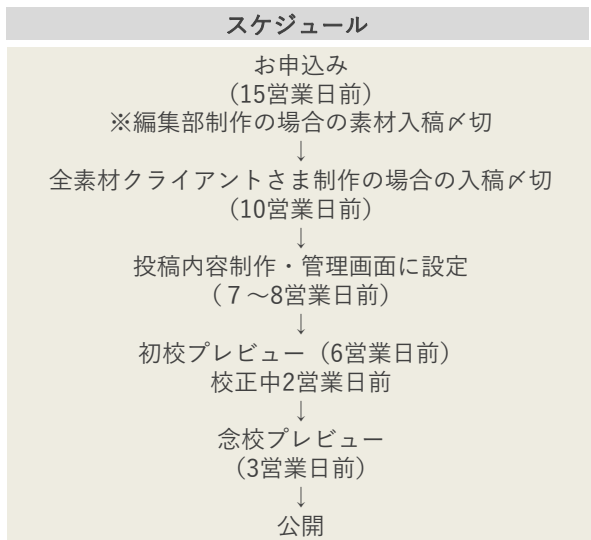 スケジュール
お申込み
（15営業日前）
※編集部制作の場合の素材入稿〆切
↓
全素材クライアントさま制作の場合の入稿〆切
（10営業日前）
↓
投稿内容制作・管理画面に設定
（７～8営業日前）
↓
初校プレビュー（6営業日前）
校正中2営業日前
↓
念校プレビュー
（3営業日前）
↓
公開